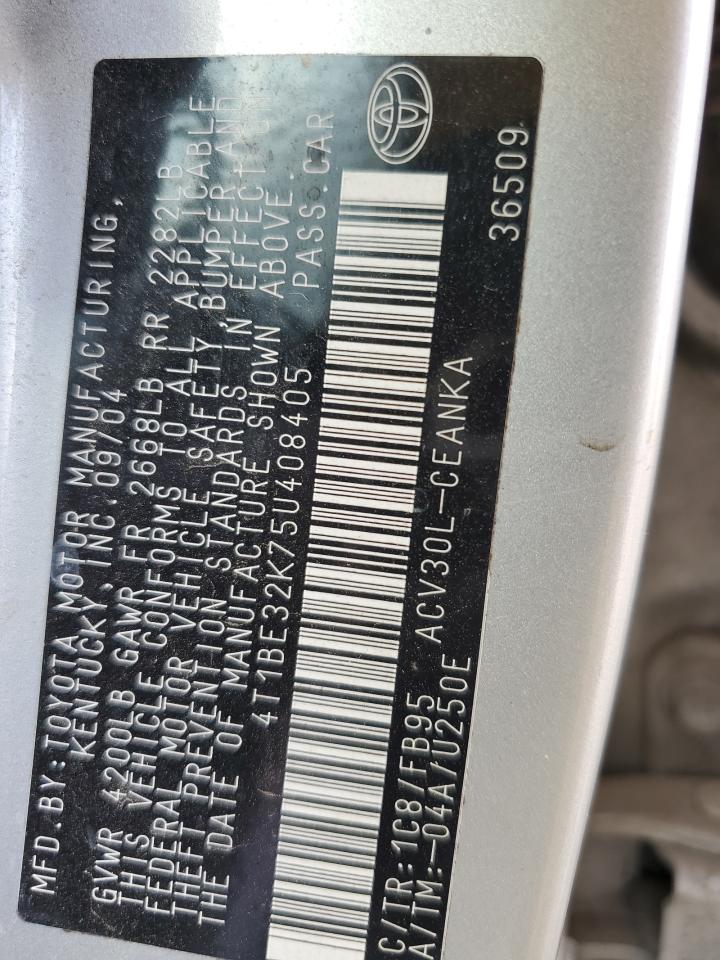 MFD.BY:TOYOTA MOTOR MANUFACTURING,
KENTUCKY, INC. 09/04
GVWR 4200LB GAWR FR 2668LB RR 2282LB
THIS VEHICLE CONFORMS TO ALL APPLICABLE
FEDERAL MOTOR VEHICLE SAFETY,BUMPER,AND
THEFT PREVENTION STANDARDS IN EFFECT ON
THE DATE OF MANUFACTURE SHOWN ABOVE.
4T1BE32K75U408405 PASS.CAR
C/TR:1C8/FB95 ACV30L-CEANKA 36509
A/TM:-04A/U250E